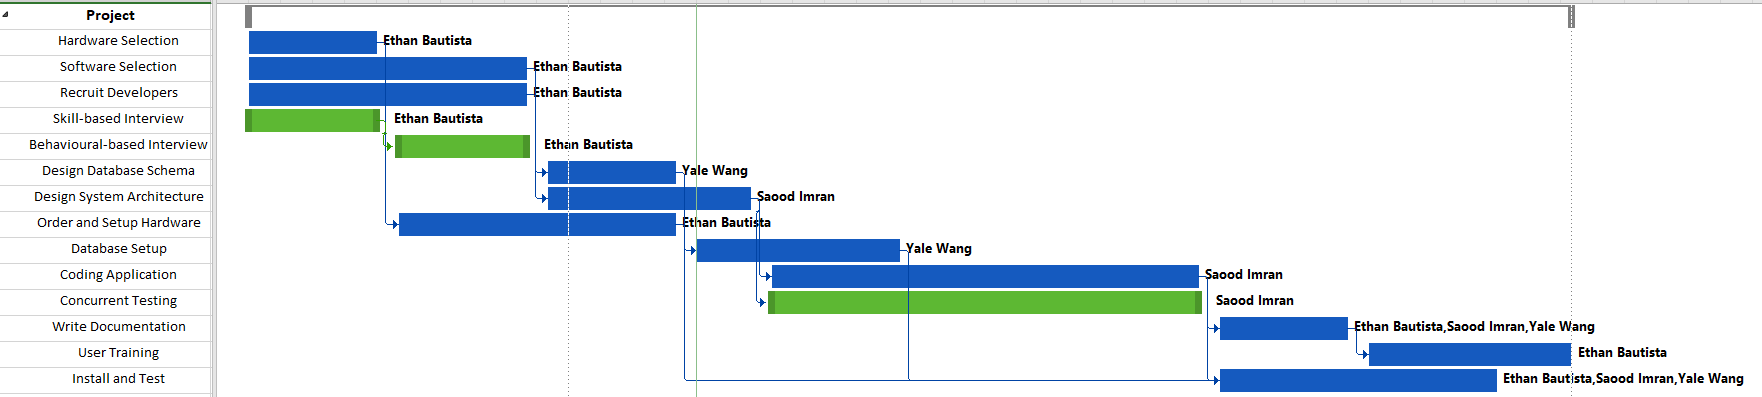 Project
Hardware Selection Ethan Bautista
Software Selection Ethan Bautista
Recruit Developers Ethan Bautista
Skill-based Interview Ethan Bautista
Behavioural-based Interview Ethan Bautista
Design Database Schema Yale Wang
Design System Architecture Saood Imran
Order and Setup Hardware Ethan Bautista
Database Setup Yale Wang
Coding Application Saood Imran
Concurrent Testing Saood Imran
Write Documentation Ethan Bautista,Saood Imran,Yale Wang
User Training Ethan Bautista
Install and Test Ethan Bautista,Saood Imran,Yale Wang